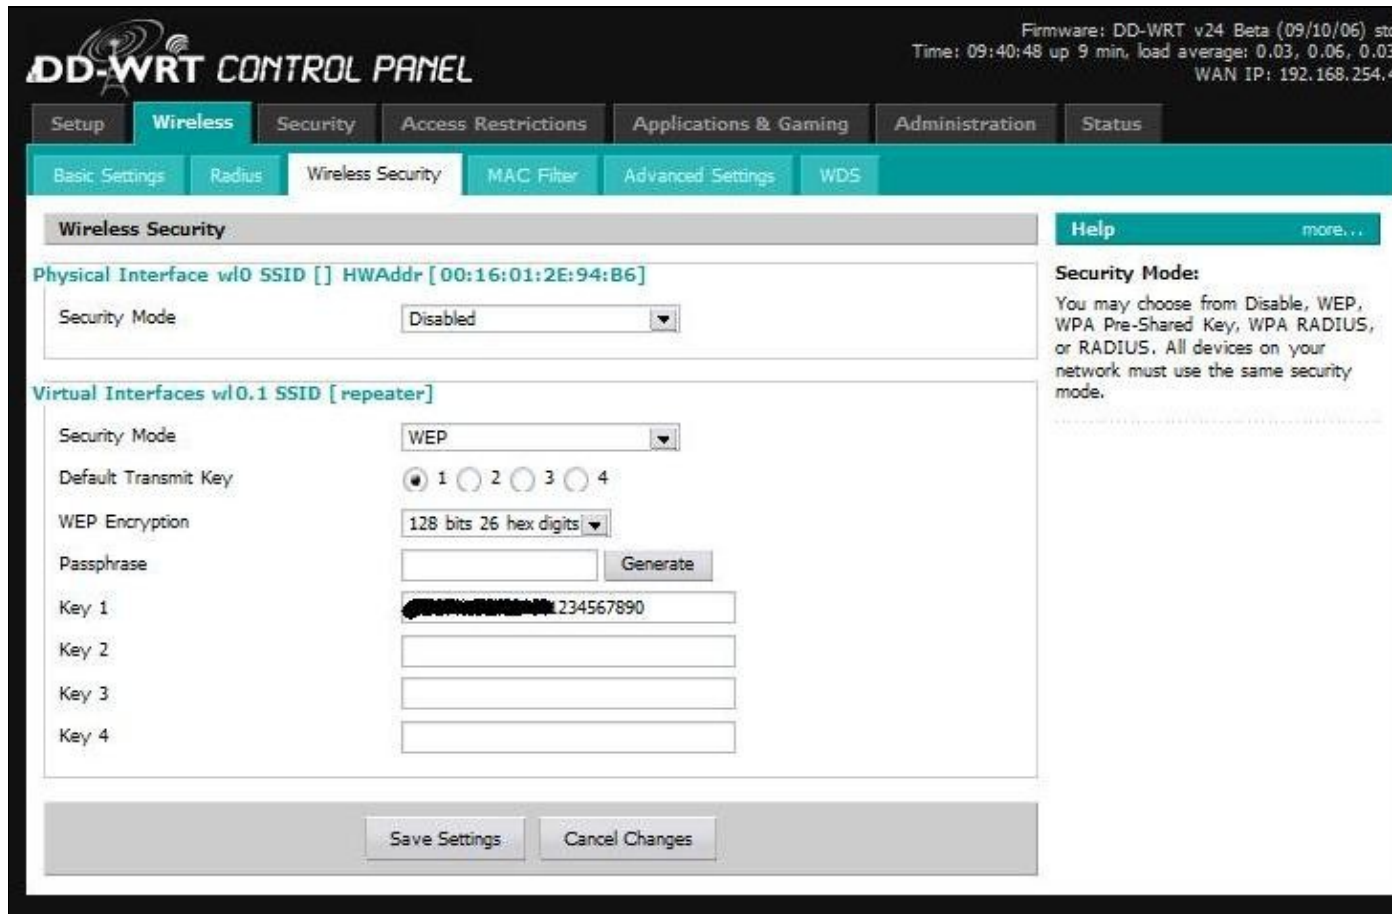 DD-WRT CONTROL PANEL
Firmware: DD-WRT v24 Beta (09/10/06)
Time: 09:40:48 up 9 min, load average: 0.03, 0.06, 0.03
WAN IP: 192.168.254.
Setup Wireless Security Access Restrictions Applications & Gaming Administration Status
Basic Settings Radius Wireless Security MAC Filter Advanced Settings WDS
Wireless Security
Physical Interface wl0 SSID [] HWAddr [00:16:01:2E:94:B6]
Security Mode Disabled
Virtual Interfaces wl0.1 SSID [repeater]
Security Mode WEP
Default Transmit Key 1 2 3 4
WEP Encryption 128 bits 26 hex digits
Passphrase Generate
Key 1 1234567890
Key 2
Key 3
Key 4
Save Settings Cancel Changes
Help more...
Security Mode:
You may choose from Disable, WEP,
WPA Pre-Shared Key, WPA RADIUS,
or RADIUS. All devices on your
network must use the same security
mode.